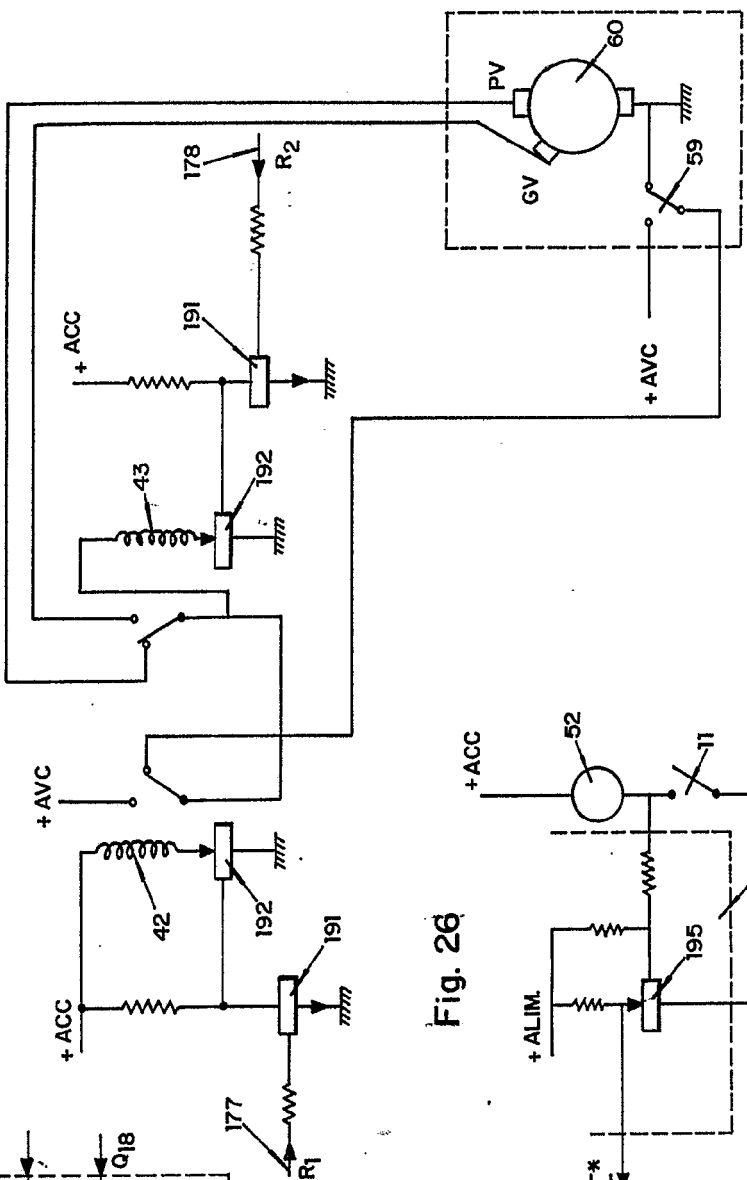 PV
60
GV
59
+ AVC
178
R2
191
+ ACC
43
192
+ AVC
42
192
191
+ ACC
177
R1
Q18
Fig. 26
+ACC
52
11
195
+ ALIM.